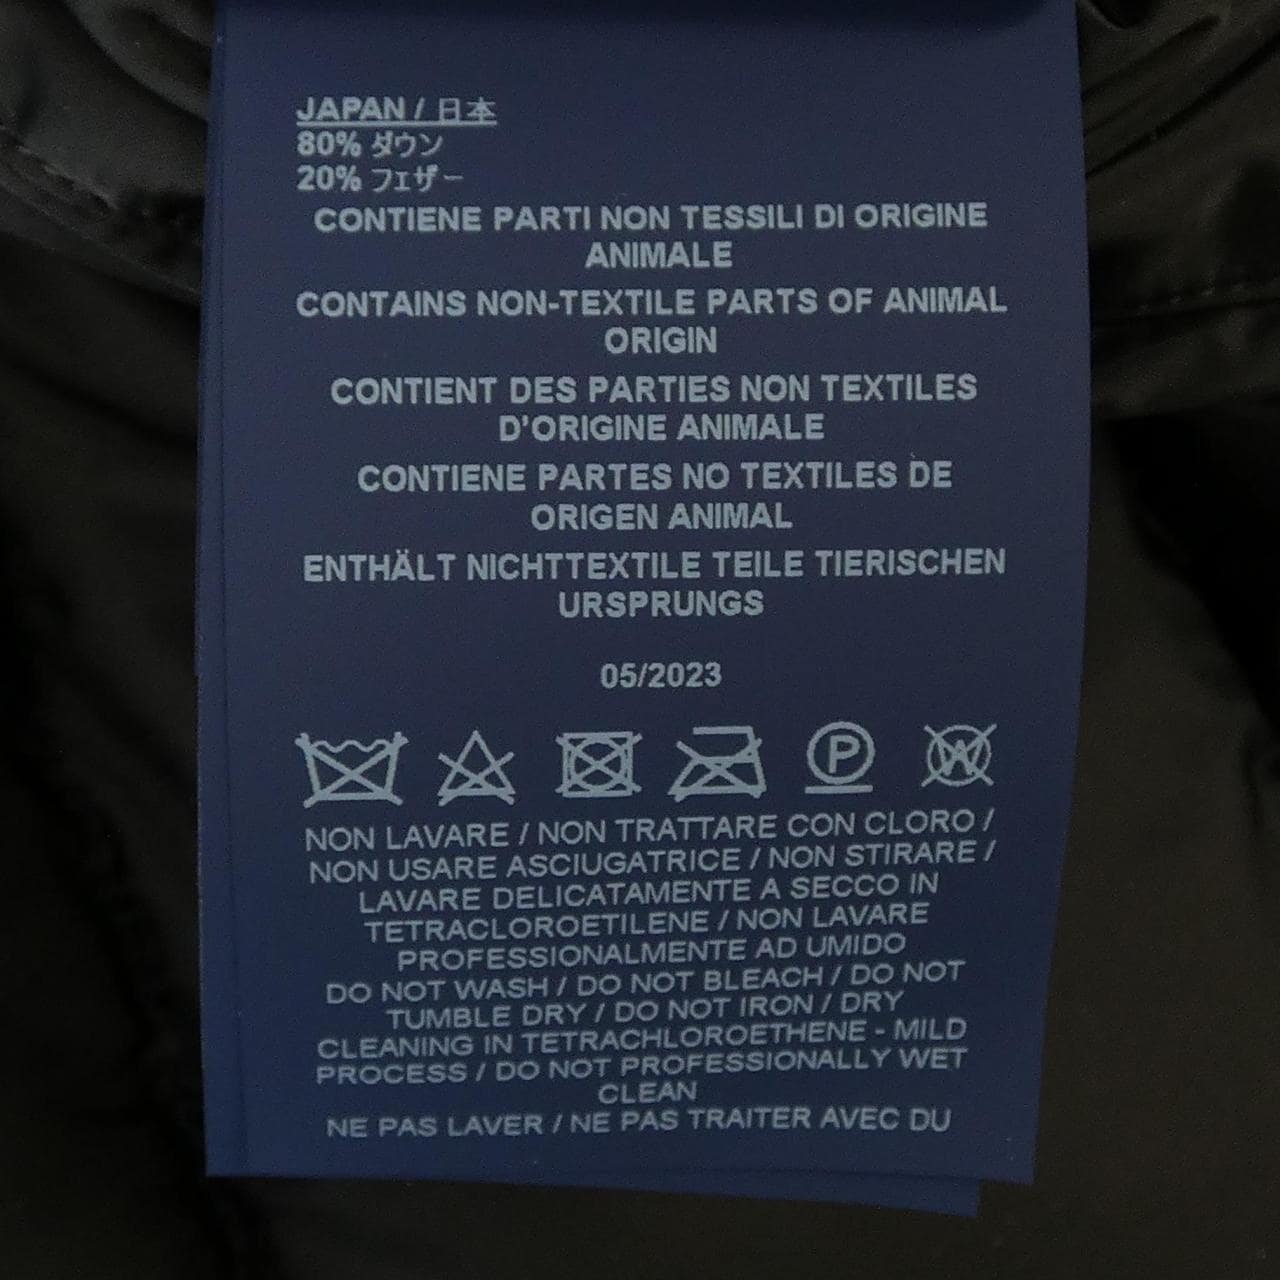 JAPAN / 日本
80% ダウン
20% フェザー
CONTIENE PARTI NON TESSILI DI ORIGINE
ANIMALE
CONTAINS NON-TEXTILE PARTS OF ANIMAL
ORIGIN
CONTIENT DES PARTIES NON TEXTILES
D'ORIGINE ANIMALE
CONTIENE PARTES NO TEXTILES DE
ORIGEN ANIMAL
ENTHÄLT NICHTTEXTILE TEILE TIERISCHEN
URSPRUNGS
05/2023
P W
NON LAVARE / NON TRATTARE CON CLORO /
NON USARE ASCIUGATRICE / NON STIRARE /
LAVARE DELICATAMENTE A SECCO IN
TETRACLOROETILENE / NON LAVARE
PROFESSIONALMENTE AD UMIDO
DO NOT WASH / DO NOT BLEACH / DO NOT
TUMBLE DRY / DO NOT IRON / DRY
CLEANING IN TETRACHLOROETHENE - MILD
PROCESS / DO NOT PROFESSIONALLY WET
CLEAN
NE PAS LAVER / NE PAS TRAITER AVEC DU